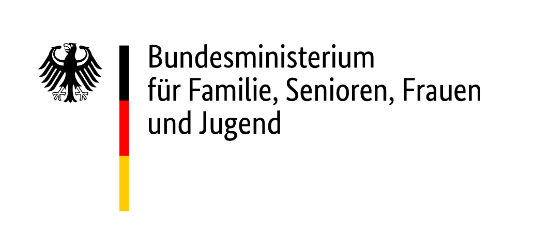 Bundesministerium
für Familie, Senioren, Frauen
und Jugend